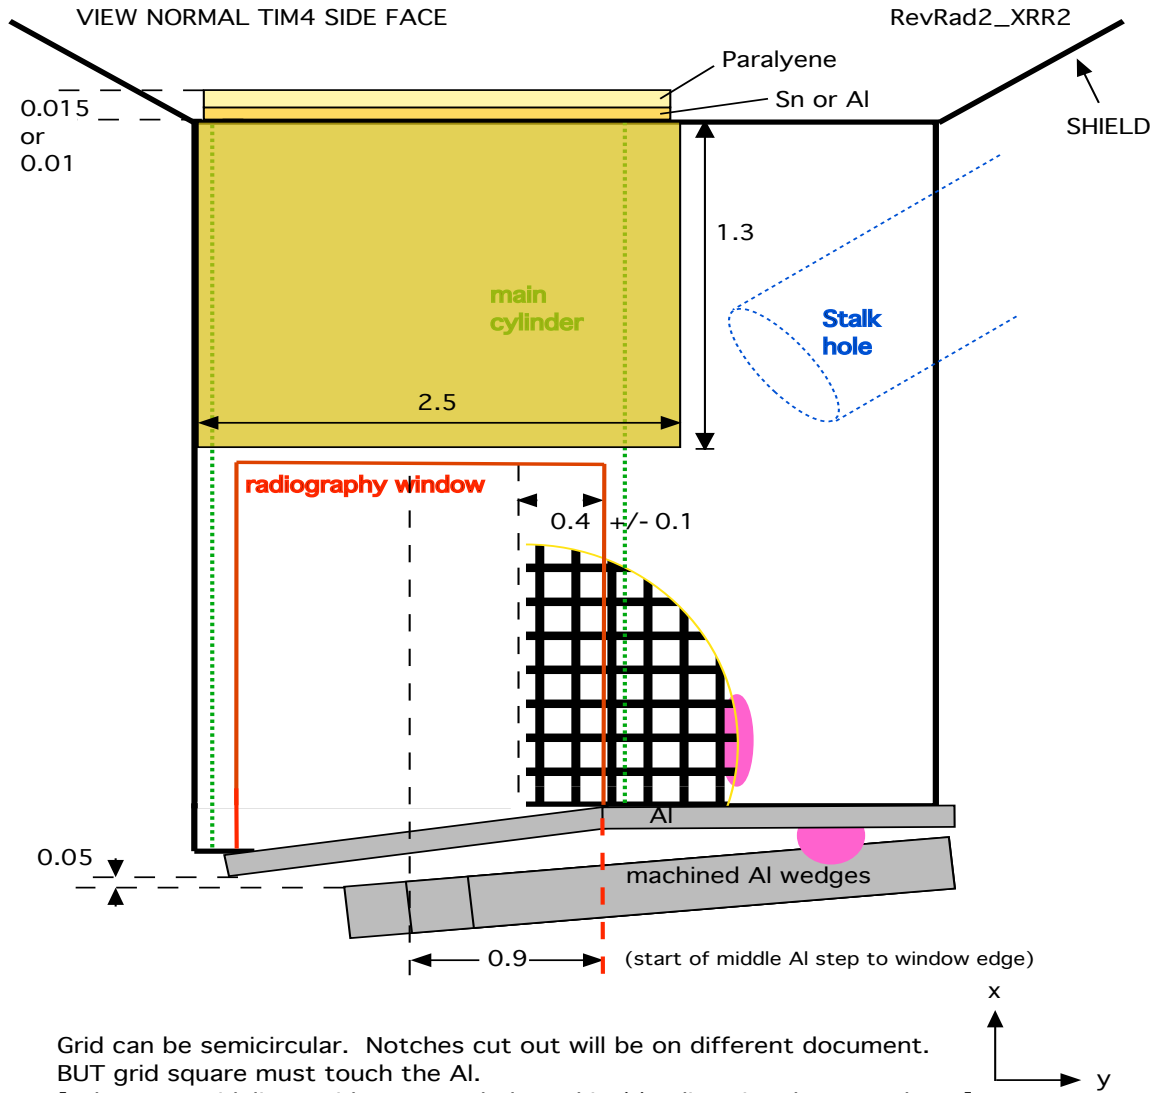 VIEW NORMAL TIM4 SIDE FACE
RevRad2_XRR2
Paralyene
Sn or Al
0.015
or
0.01
SHIELD
1.3
main
cylinder
Stalk
hole
2.5
radiography window
0.4 +/- 0.1
Al
0.05
machined Al wedges
0.9
(start of middle Al step to window edge)
x
y
Grid can be semicircular. Notches cut out will be on different document.
BUT grid square must touch the Al.